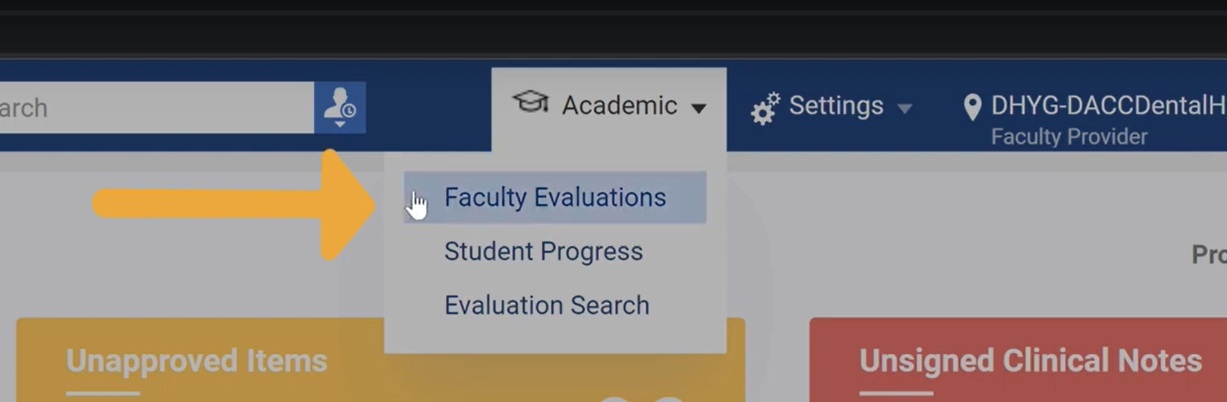 arch
Academic
Settings
DHYG-DACCDentalH
Faculty Provider
Faculty Evaluations
Student Progress
Evaluation Search
Pro
Unapproved Items
Unsigned Clinical Notes